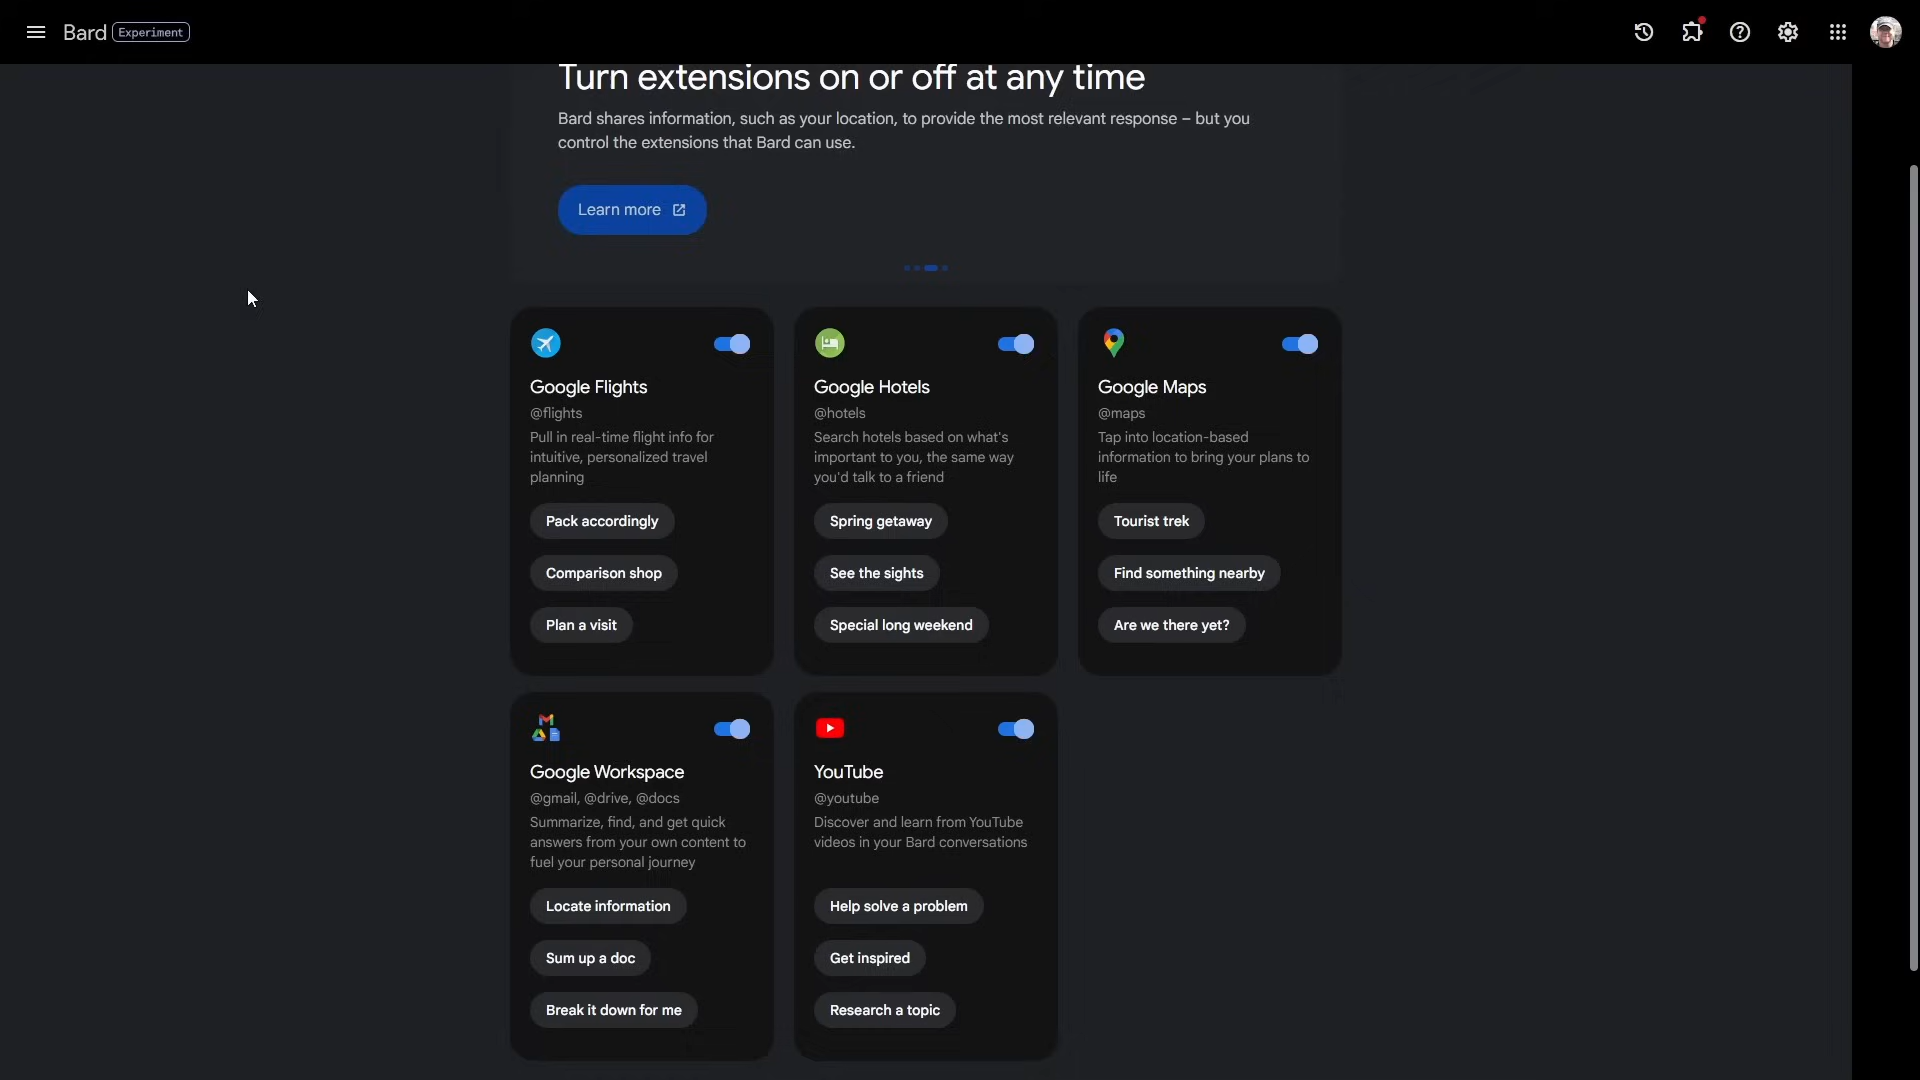 Bard Experiment
Turn extensions on or off at any time
Bard shares information, such as your location, to provide the most relevant response – but you
control the extensions that Bard can use.
Learn more
Google Flights
@flights
Pull in real-time flight info for
intuitive, personalized travel
planning
Pack accordingly
Comparison shop
Plan a visit
Google Hotels
@hotels
Search hotels based on what's
important to you, the same way
you'd talk to a friend
Spring getaway
See the sights
Special long weekend
Google Maps
@maps
Tap into location-based
information to bring your plans to
life
Tourist trek
Find something nearby
Are we there yet?
Google Workspace
@gmail, @drive, @docs
Summarize, find, and get quick
answers from your own content to
fuel your personal journey
Locate information
Sum up a doc
Break it down for me
YouTube
@youtube
Discover and learn from YouTube
videos in your Bard conversations
Help solve a problem
Get inspired
Research a topic